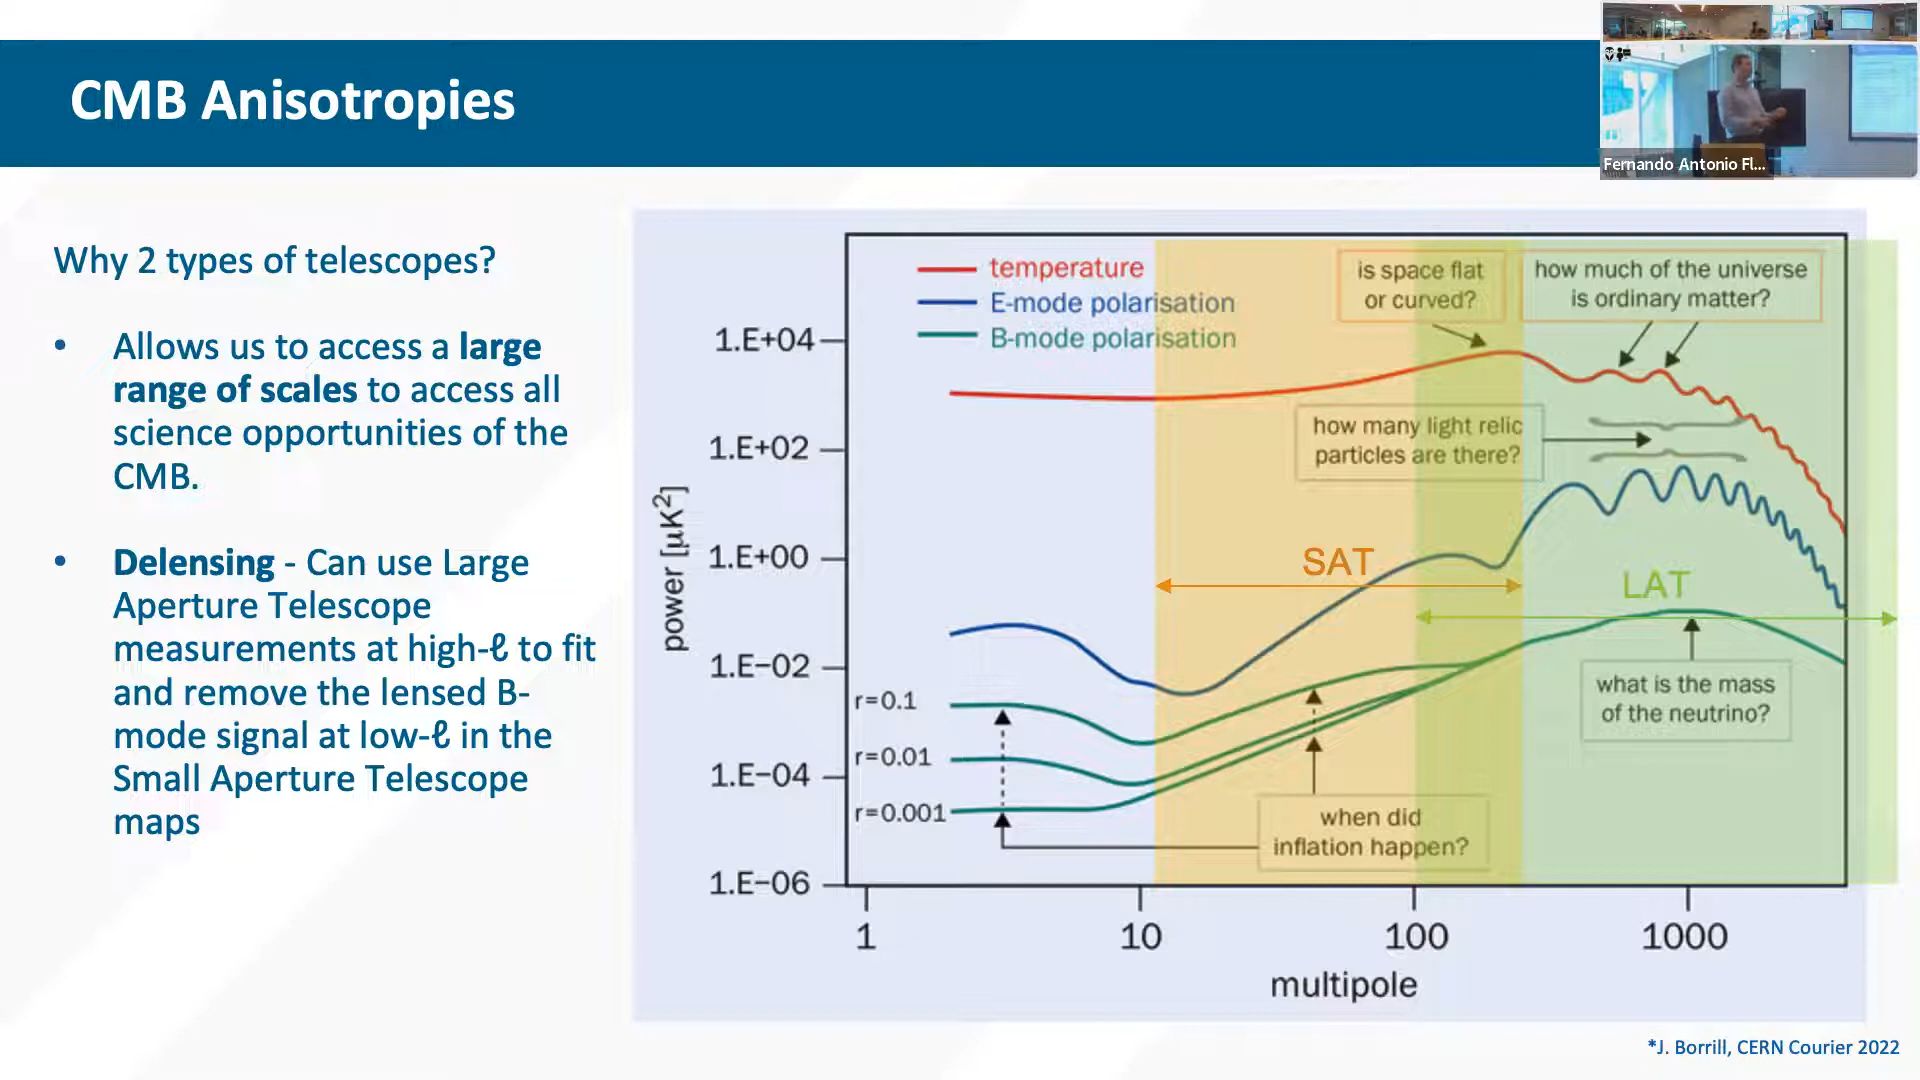 CMB Anisotropies
Fernando Antonio Fl...
Why 2 types of telescopes?
• Allows us to access a large
range of scales to access all
science opportunities of the
CMB.
• Delensing - Can use Large
Aperture Telescope
measurements at high-ℓ to fit
and remove the lensed B-
mode signal at low-ℓ in the
Small Aperture Telescope
maps
temperature
E-mode polarisation
B-mode polarisation
is space flat
or curved?
how much of the universe
is ordinary matter?
how many light relic
particles are there?
SAT
LAT
what is the mass
of the neutrino?
when did
inflation happen?
r=0.1
r=0.01
r=0.001
power [μK²]
1.E+04
1.E+02
1.E+00
1.E−02
1.E−04
1.E−06
1 10 100 1000
multipole
*J. Borrill, CERN Courier 2022